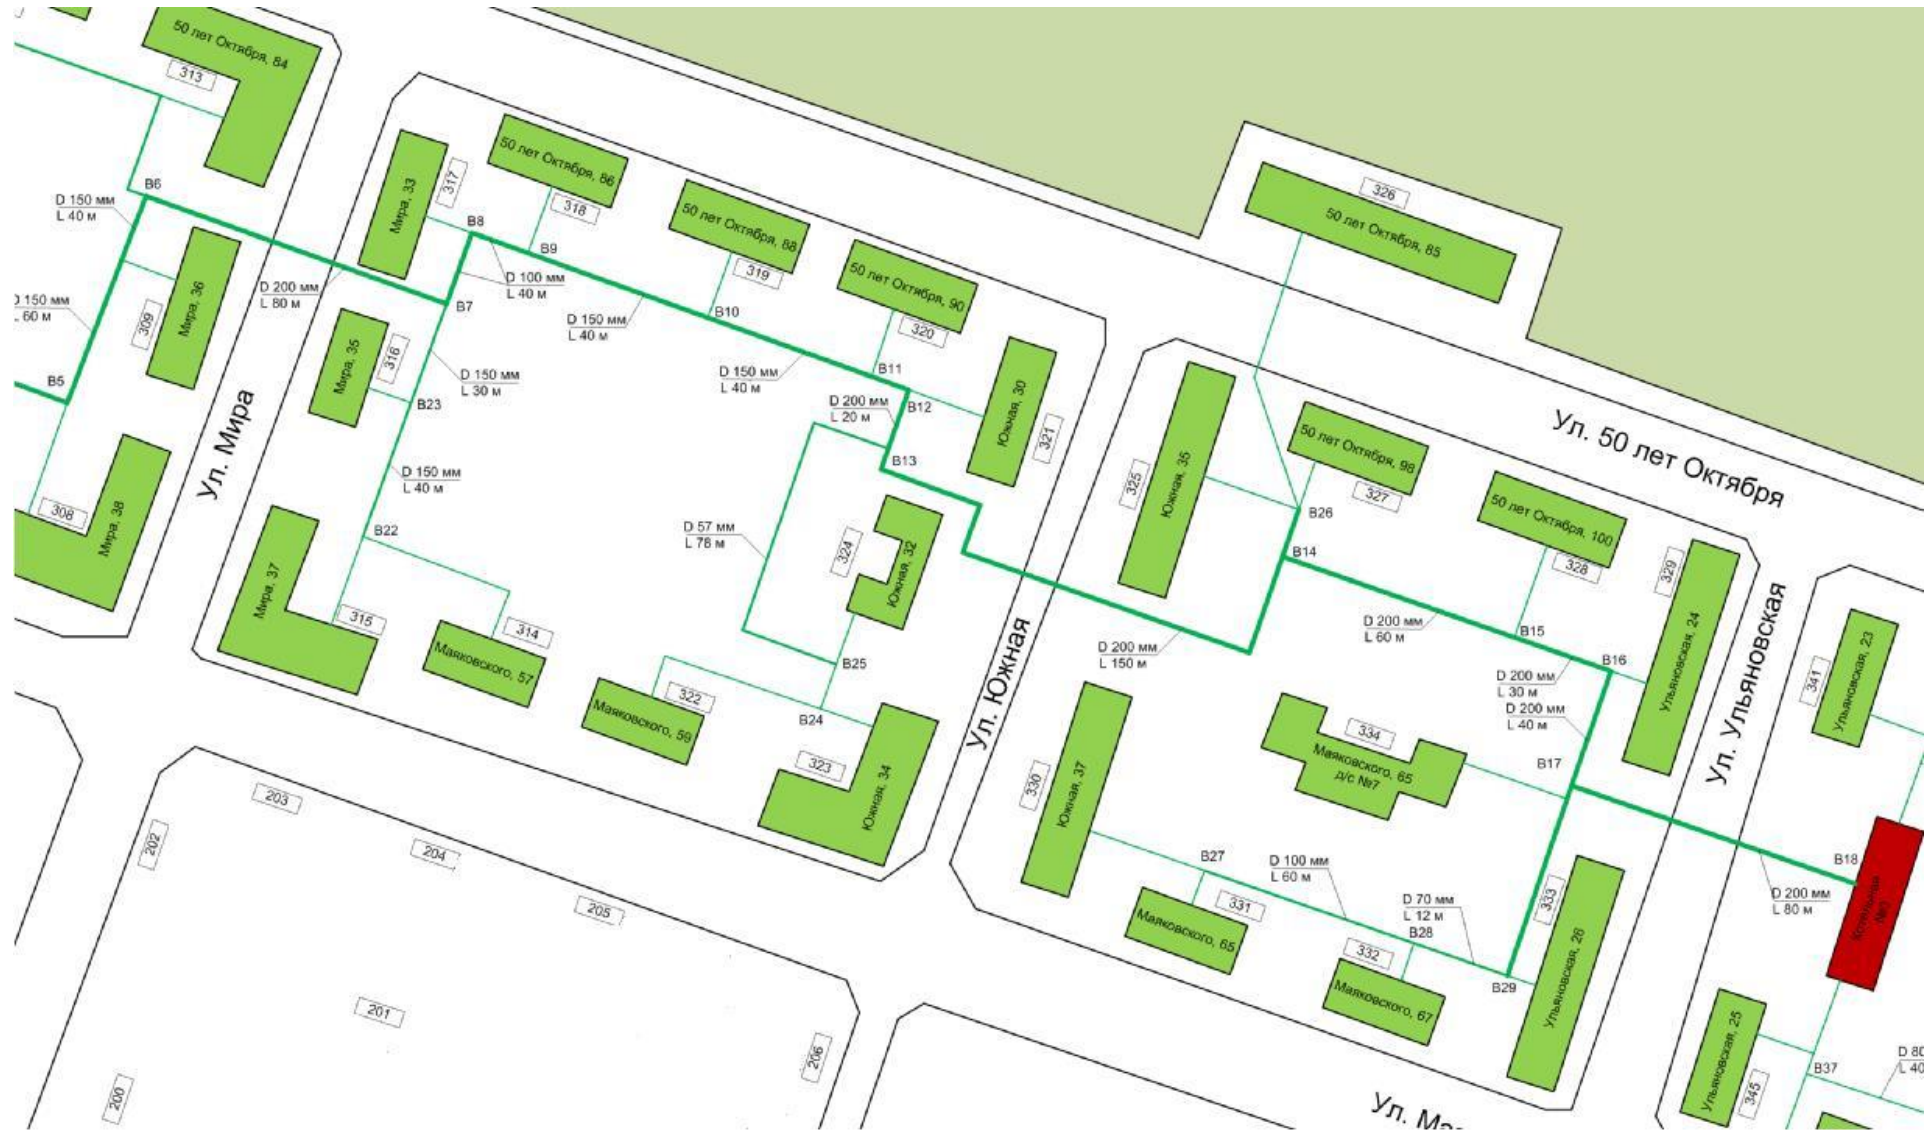 50 лет Октября, 84
313
B6
D 150 мм
L 40 м
Мира, 33
317
50 лет Октября, 86
318
B8
B9
50 лет Октября, 88
319
50 лет Октября, 90
320
326
50 лет Октября, 85
D 200 мм
L 80 м
D 100 мм
L 40 м
B7
B10
D 150 мм
L 40 м
D 150 мм
60 м
309
Мира, 36
Мира, 35
316
D 150 мм
L 30 м
D 150 мм
L 40 м
B11
B12
D 200 мм
L 20 м
Южная, 30
321
B5
Ул. Мира
B23
B13
D 150 мм
L 40 м
308
Мира, 38
B22
Мира, 37
315
314
Маяковского, 57
D 57 мм
L 78 м
324
Южная, 32
325
Южная, 35
50 лет Октября, 98
327
Ул. 50 лет Октября
50 лет Октября, 100
328
B26
B14
329
Ульяновская, 24
D 200 мм
L 60 м
B15
B16
D 200 мм
L 150 м
D 200 мм
L 30 м
D 200 мм
L 40 м
B17
Ул. Южная
Ул. Ульяновская
341
Ульяновская, 23
B25
B24
322
Маяковского, 59
323
Южная, 34
330
Южная, 37
334
Маяковского, 65
д/с №7
203
202
204
205
201
200
206
B27
D 100 мм
L 60 м
D 70 мм
L 12 м
331
Маяковского, 65
B28
332
Маяковского, 67
B29
333
Ульяновская, 26
B18
D 200 мм
L 80 м
Ульяновская, 25
345
B37
D 80
L 40
Ул. Ма